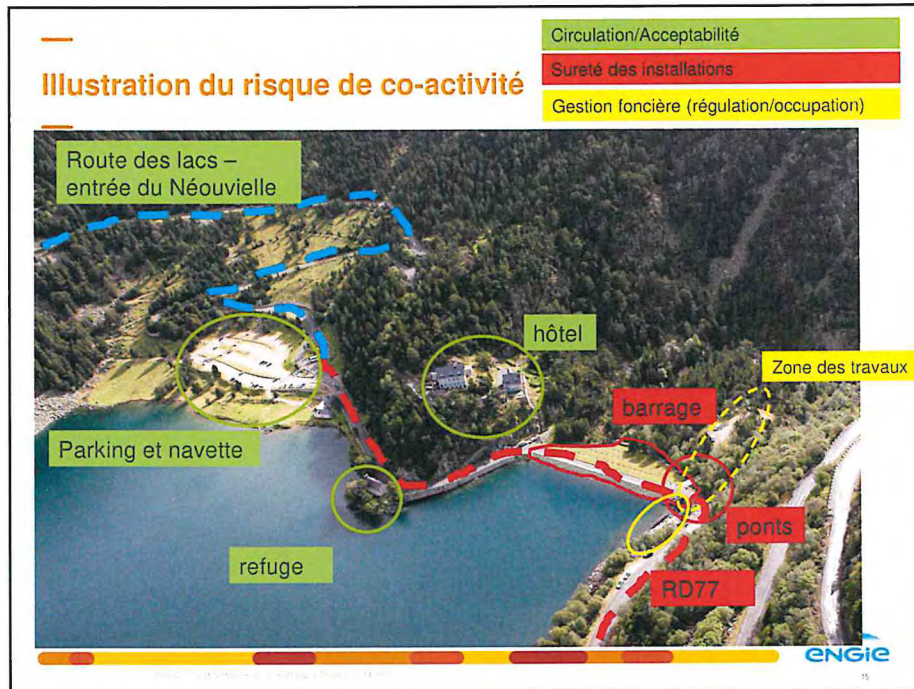 Illustration du risque de co-activité
Circulation/Acceptabilité
Sureté des installations
Gestion foncière (régulation/occupation)
Route des lacs –
entrée du Néouvielle
hôtel
Zone des travaux
barrage
Parking et navette
ponts
refuge
RD77
ENGIE
15